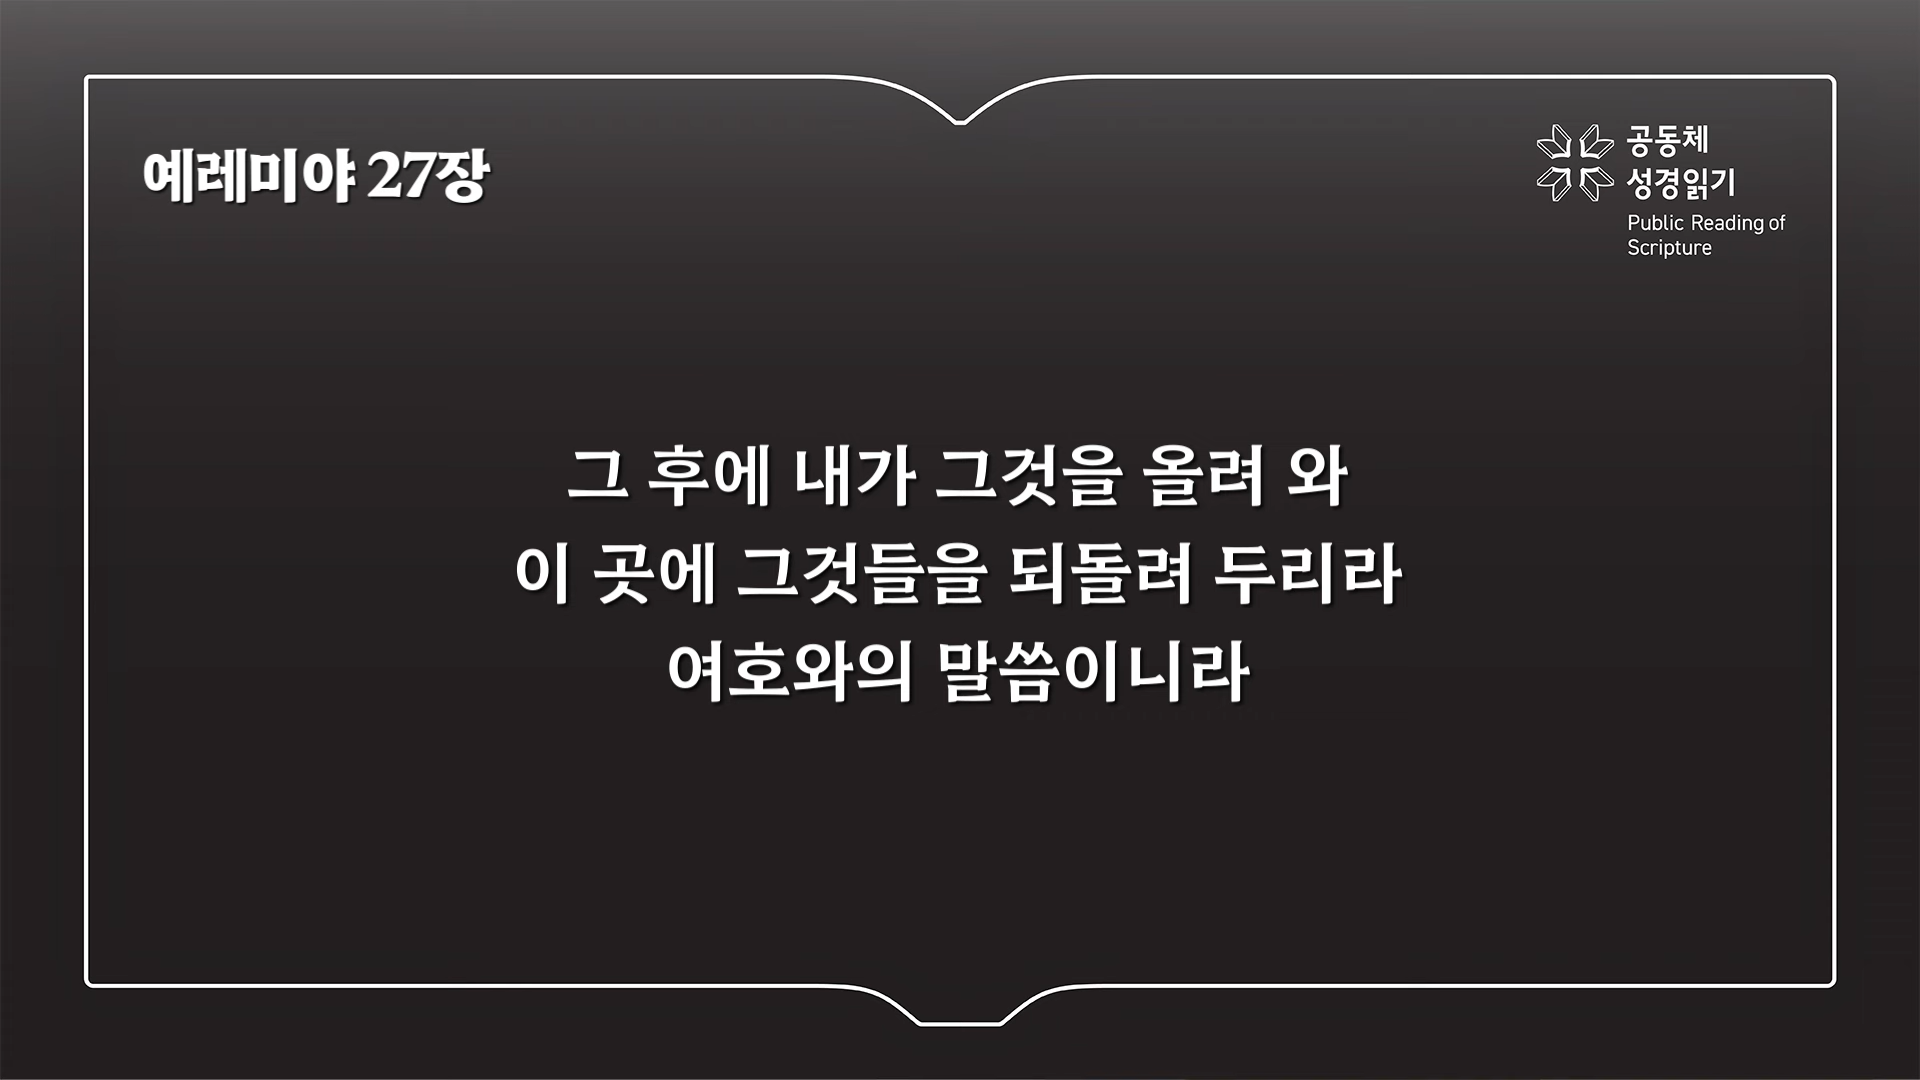 예레미야 27장
공동체
성경읽기
Public Reading of
Scripture
그 후에 내가 그것을 올려 와
이 곳에 그것들을 되돌려 두리라
여호와의 말씀이니라